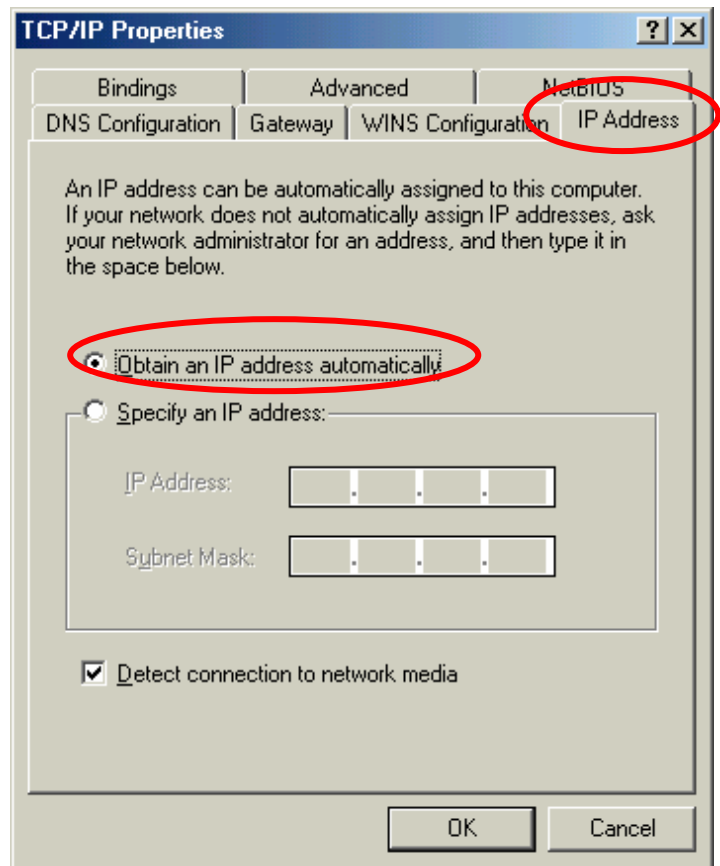 TCP/IP Properties
Bindings
Advanced
NetBIOS
DNS Configuration
Gateway
WINS Configuration
IP Address
An IP address can be automatically assigned to this computer.
If your network does not automatically assign IP addresses, ask
your network administrator for an address, and then type it in
the space below.
Obtain an IP address automatically
Specify an IP address:
IP Address:
. . .
Subnet Mask:
. . .
Detect connection to network media
OK
Cancel